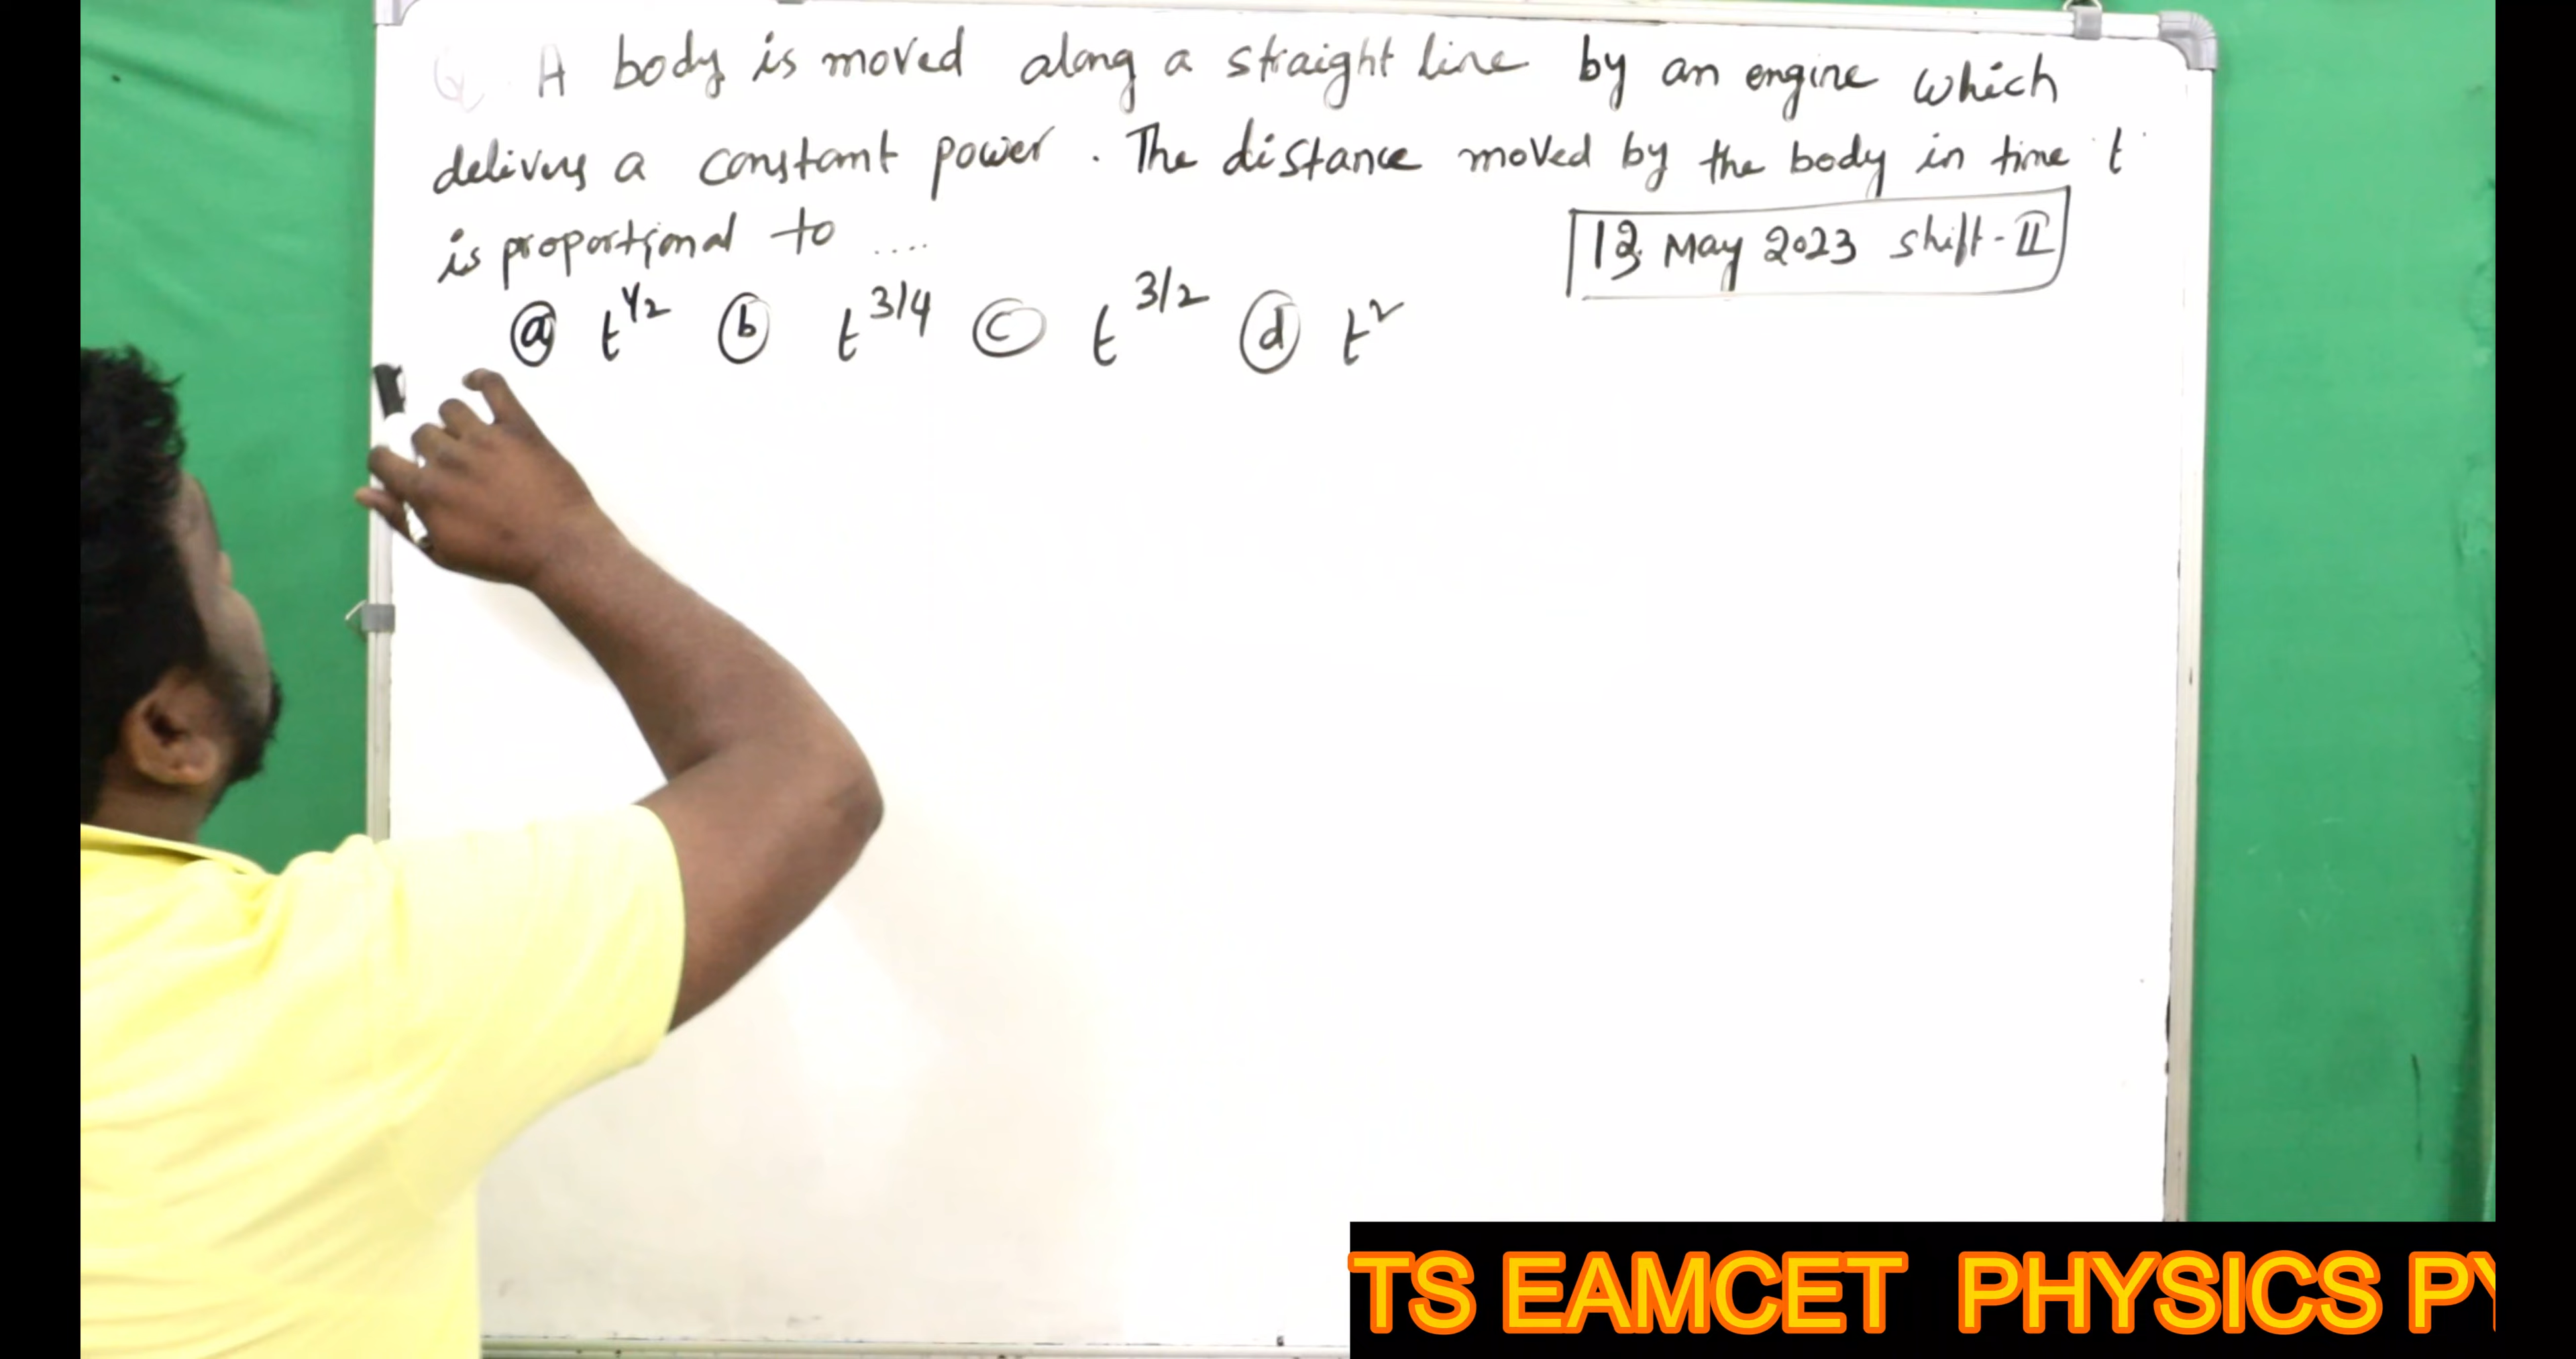 Q A body is moved along a straight line by an engine which
delivers a constant power. The distance moved by the body in time t
is proportional to ....
13 May 2023 shift-II
ⓐ t^1/2 ⓑ t^3/4 ⓒ t^3/2 ⓓ t^2
TS EAMCET PHYSICS PY